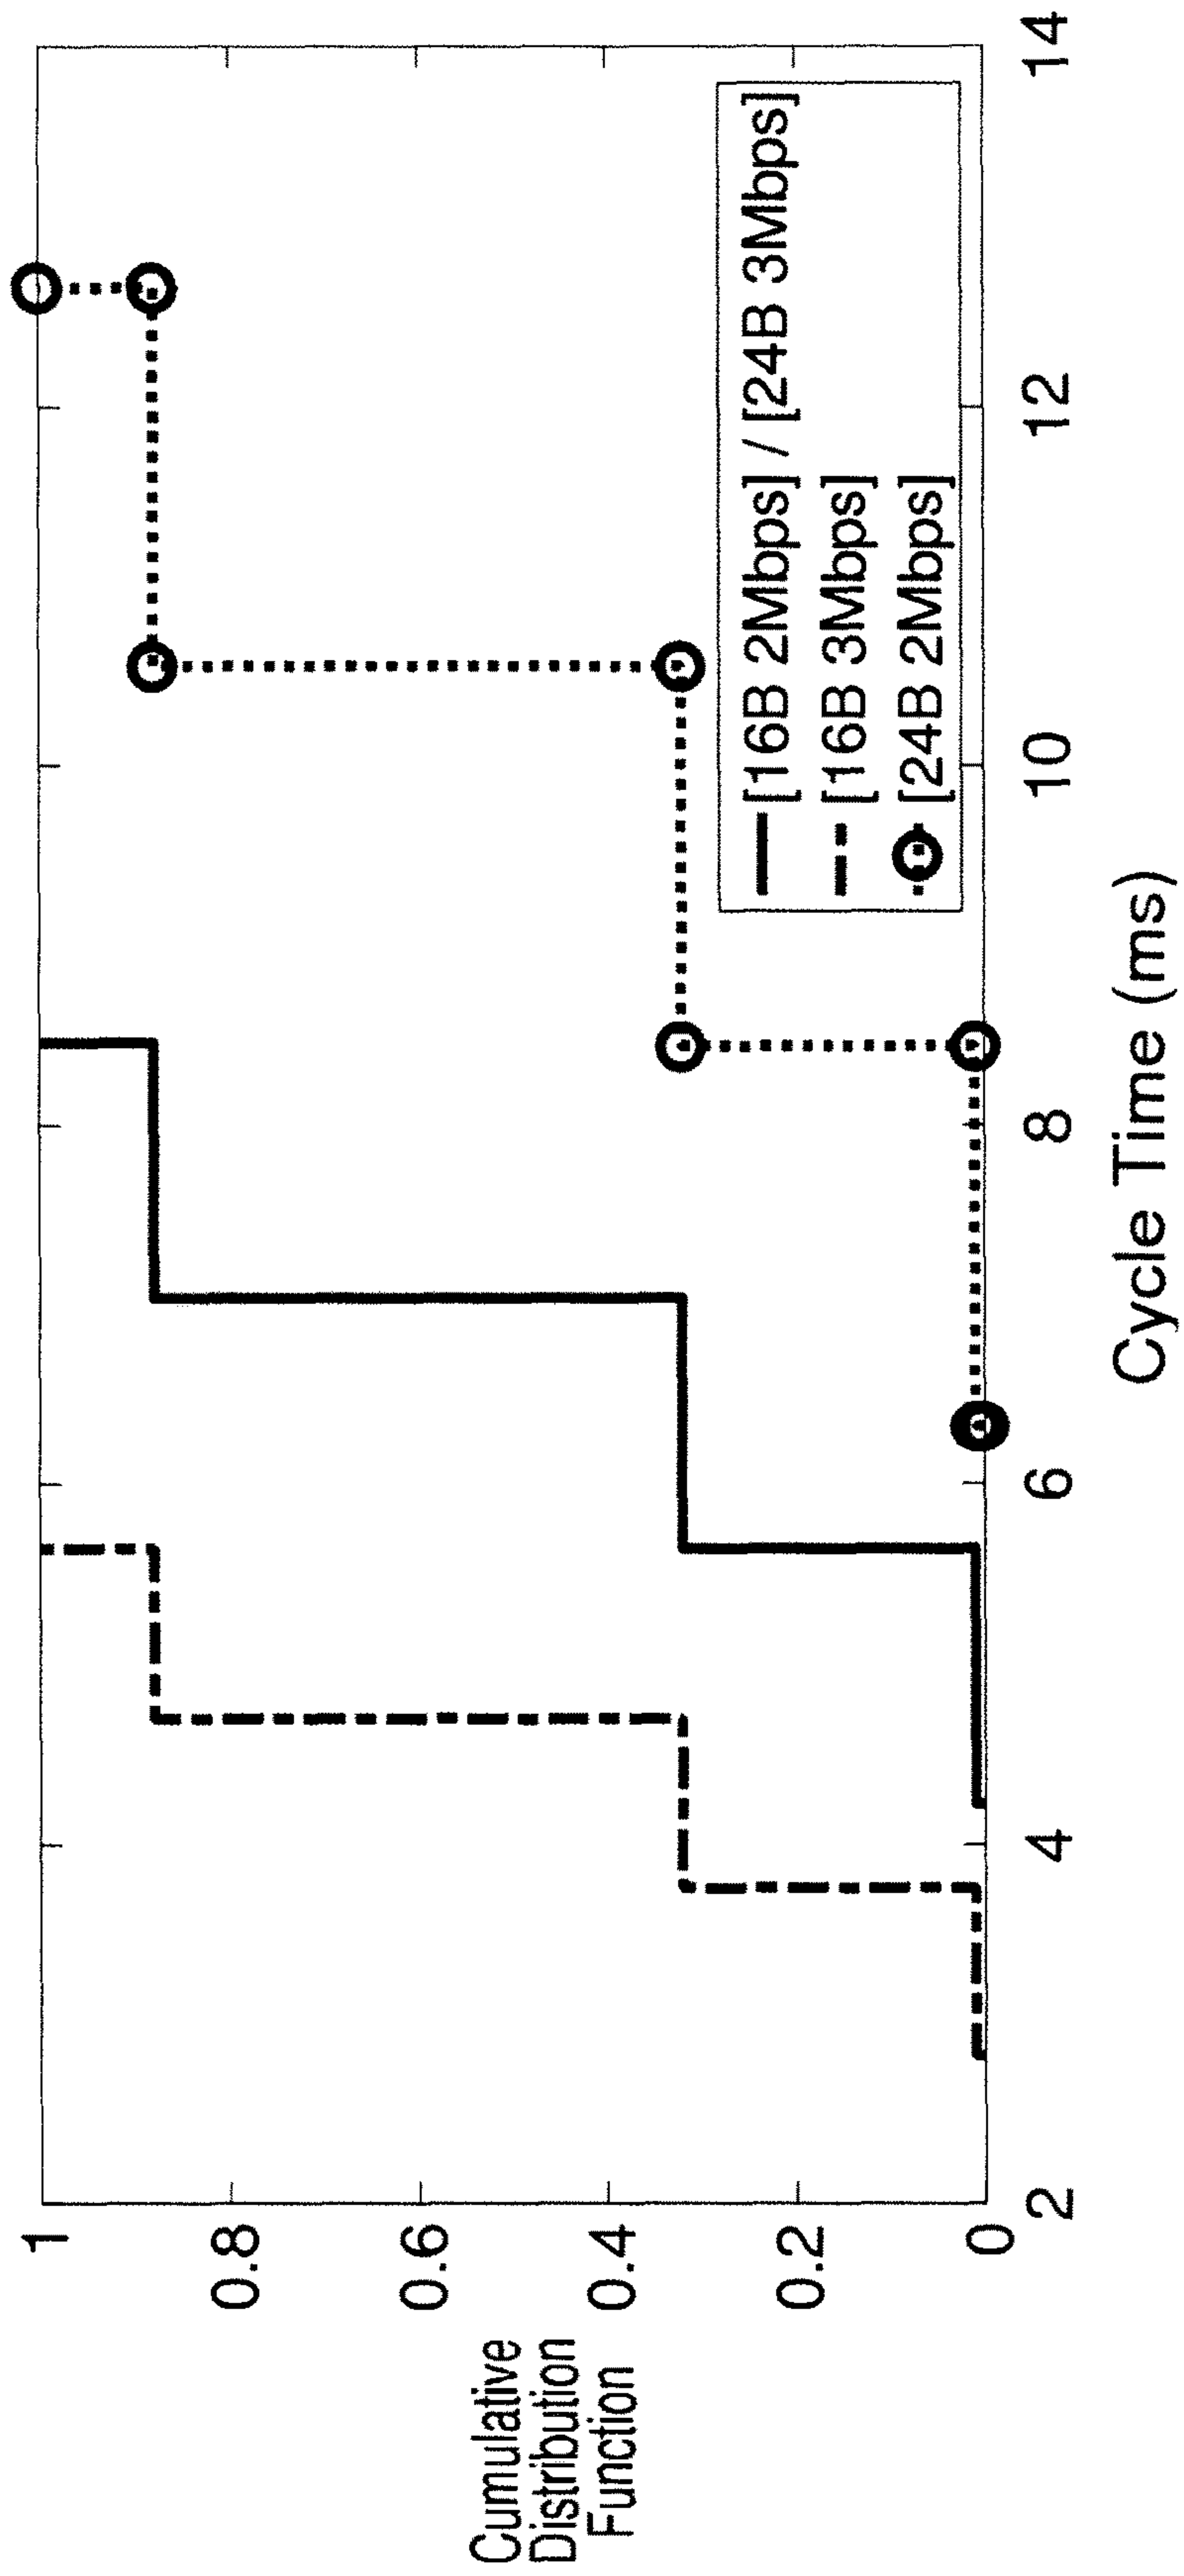 Cumulative
Distribution
Function
1
0.8
0.6
0.4
0.2
0
2
4
6
8
10
12
14
Cycle Time (ms)
[16B 2Mbps] / [24B 3Mbps]
[16B 3Mbps]
[24B 2Mbps]